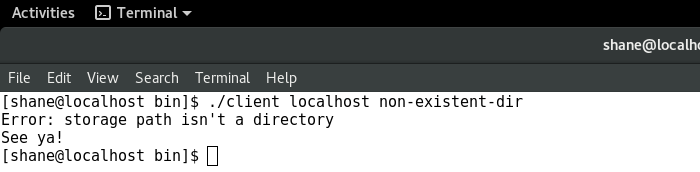 Activities Terminal
shane@localho
File Edit View Search Terminal Help
[shane@localhost bin]$ ./client localhost non-existent-dir
Error: storage path isn't a directory
See ya!
[shane@localhost bin]$